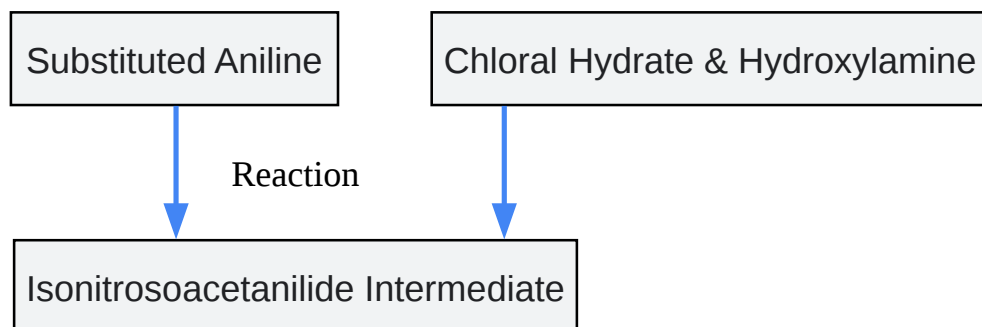 Substituted Aniline
Chloral Hydrate & Hydroxylamine
Reaction
Isonitrosoacetanilide Intermediate